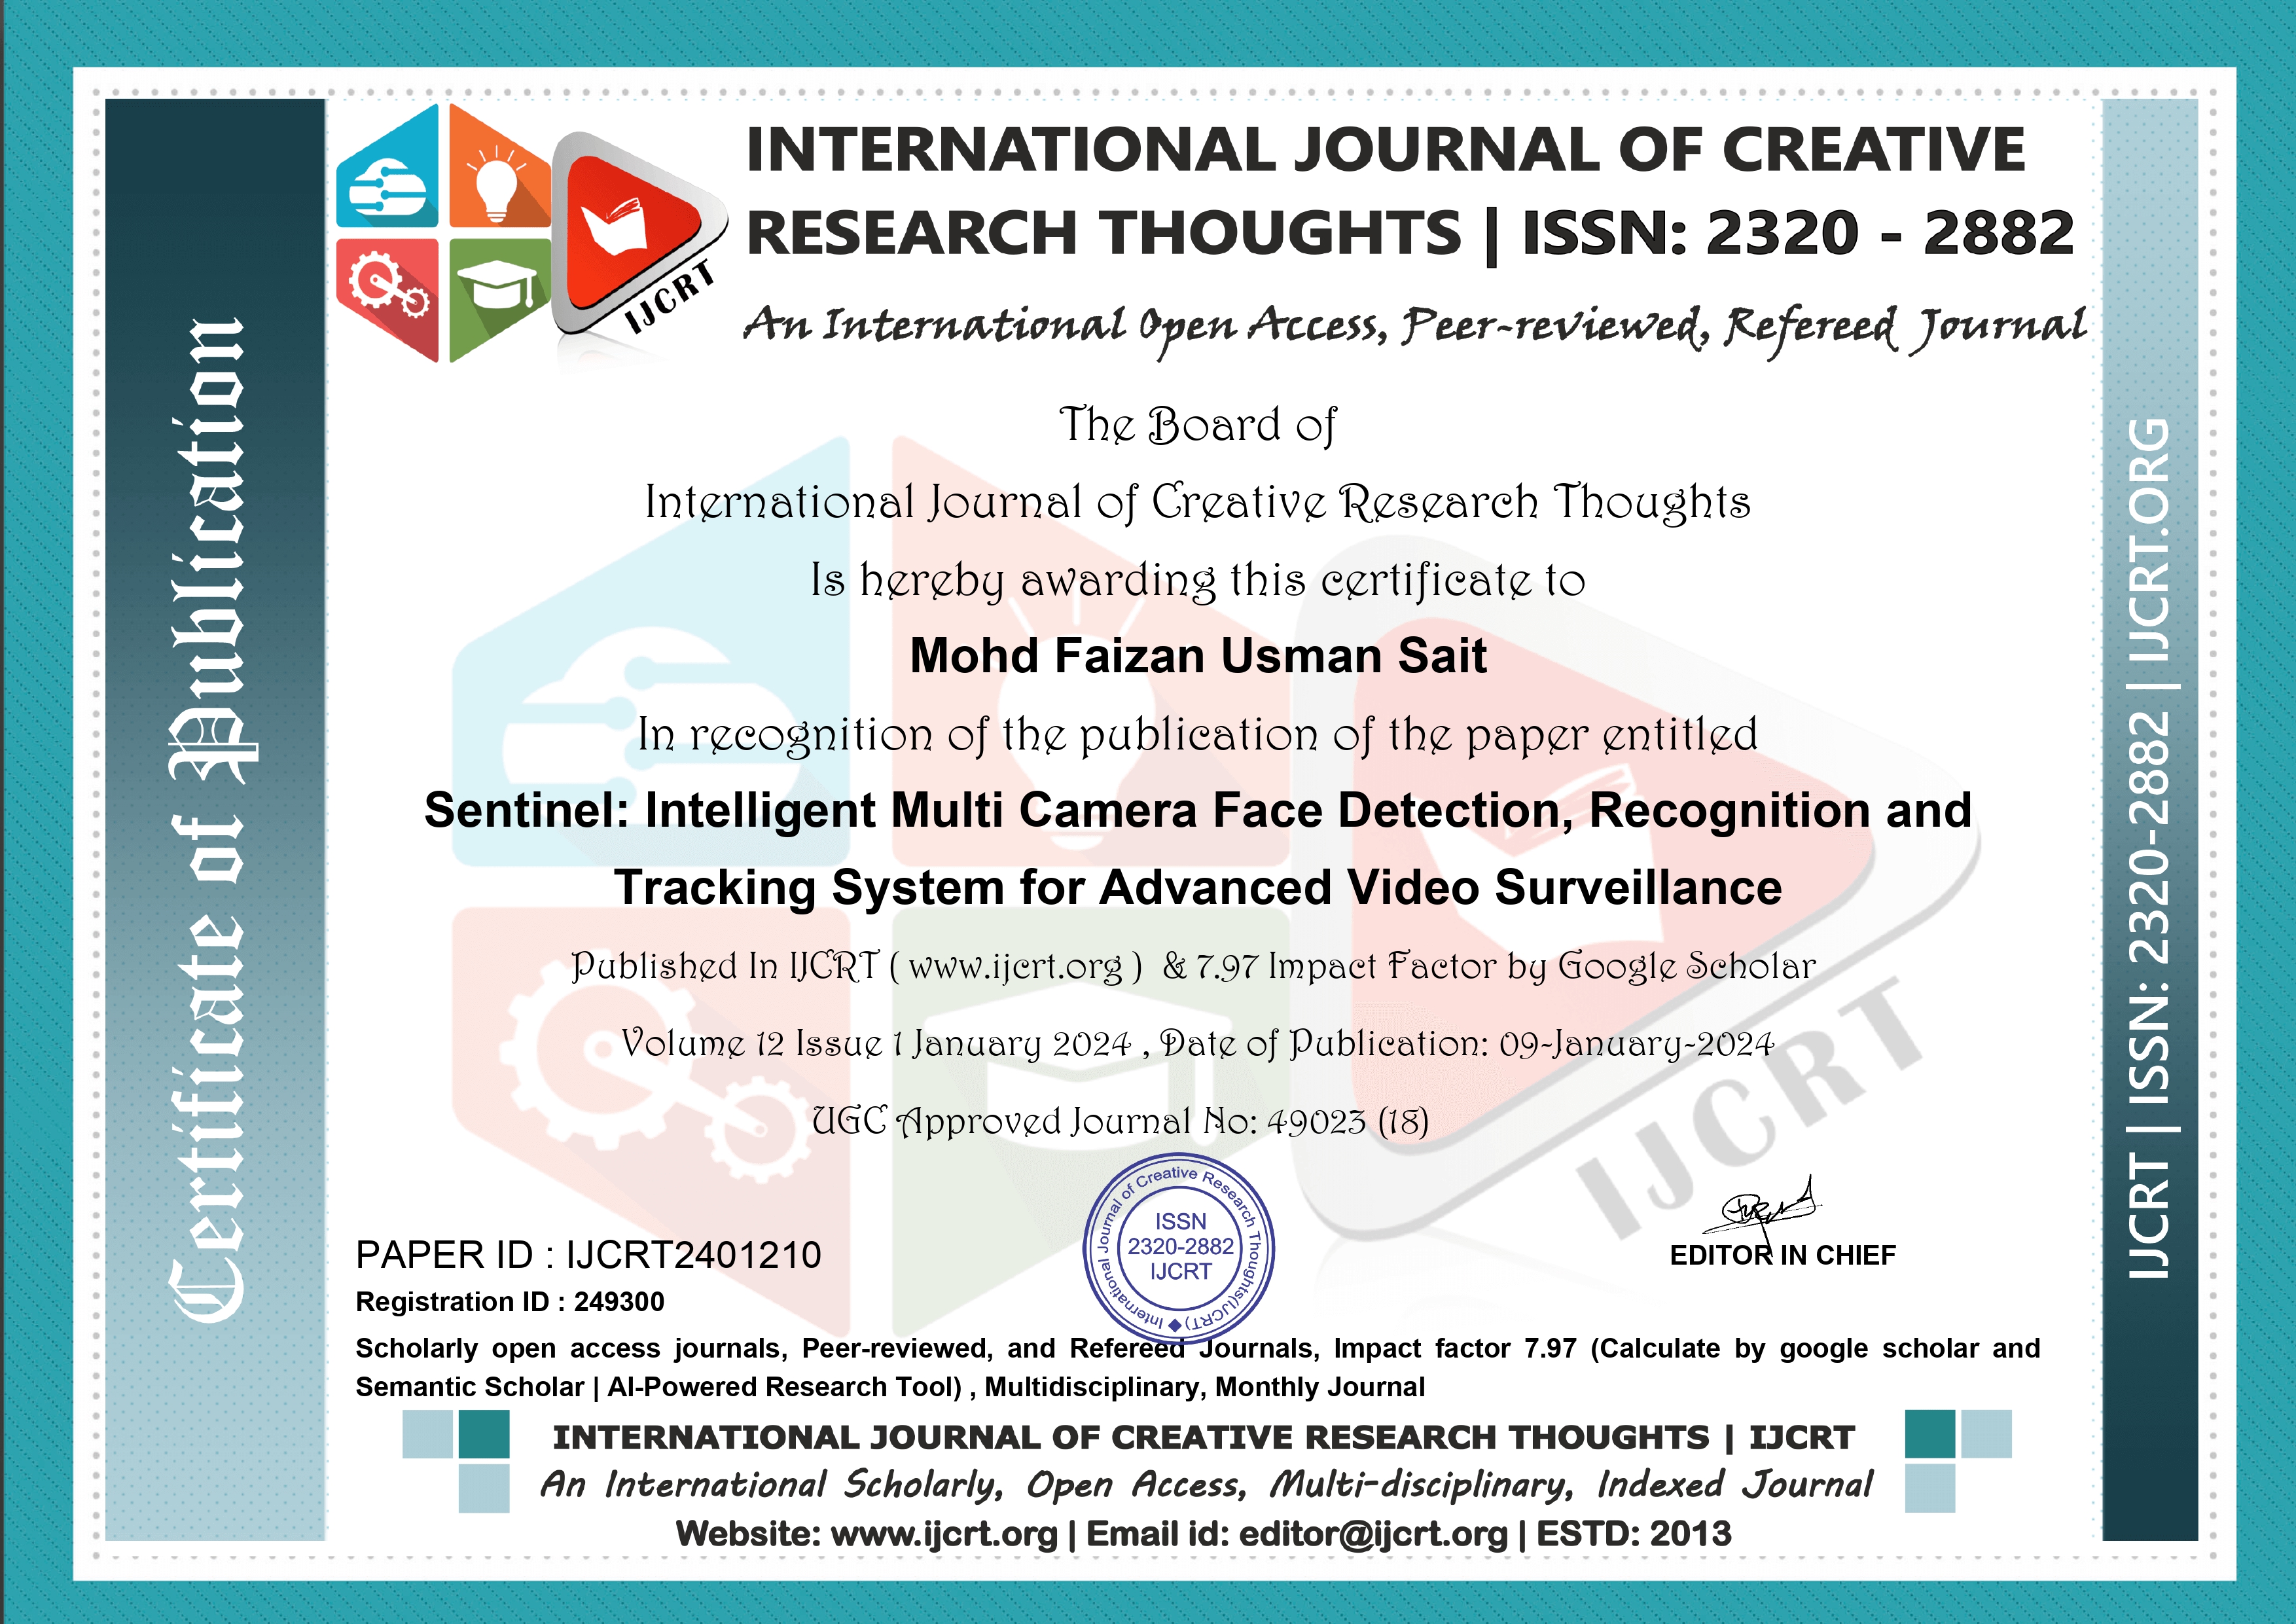 Certificate of Publication
IJCRT
INTERNATIONAL JOURNAL OF CREATIVE
RESEARCH THOUGHTS | ISSN: 2320 - 2882
An International Open Access, Peer-reviewed, Refereed Journal
The Board of
International Journal of Creative Research Thoughts
Is hereby awarding this certificate to
Mohd Faizan Usman Sait
In recognition of the publication of the paper entitled
Sentinel: Intelligent Multi Camera Face Detection, Recognition and
Tracking System for Advanced Video Surveillance
Published In IJCRT ( www.ijcrt.org ) & 7.97 Impact Factor by Google Scholar
Volume 12 Issue 1 January 2024 , Date of Publication: 09-January-2024
UGC Approved Journal No: 49023 (18)
IJCRT
International Journal of Creative Research Thoughts(IJCRT)
ISSN
2320-2882
IJCRT
EDITOR IN CHIEF
PAPER ID : IJCRT2401210
Registration ID : 249300
Scholarly open access journals, Peer-reviewed, and Refereed Journals, Impact factor 7.97 (Calculate by google scholar and
Semantic Scholar | AI-Powered Research Tool) , Multidisciplinary, Monthly Journal
INTERNATIONAL JOURNAL OF CREATIVE RESEARCH THOUGHTS | IJCRT
An International Scholarly, Open Access, Multi-disciplinary, Indexed Journal
Website: www.ijcrt.org | Email id: editor@ijcrt.org | ESTD: 2013
IJCRT | ISSN: 2320-2882 | IJCRT.ORG